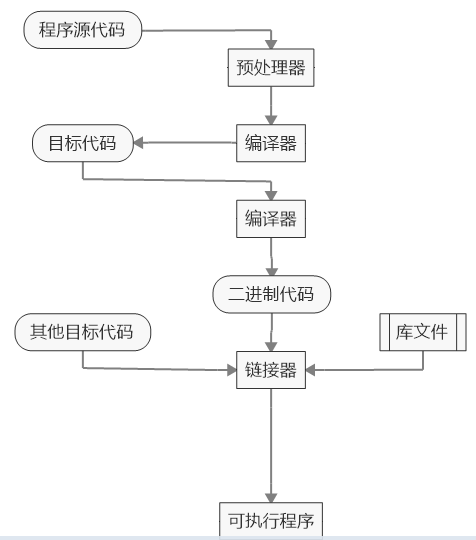 程序源代码
预处理器
目标代码
编译器
编译器
二进制代码
其他目标代码
库文件
链接器
可执行程序